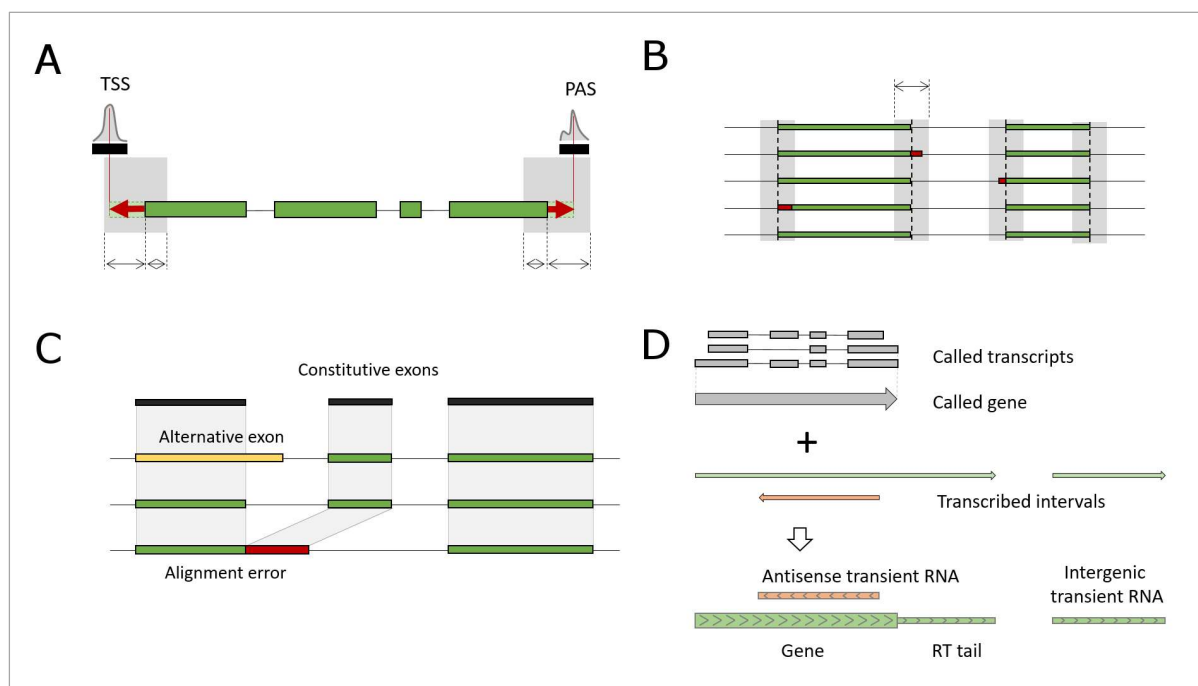 A
TSS
PAS
B
C
Constitutive exons
Alternative exon
Alignment error
D
Called transcripts
Called gene
+
Transcribed intervals
Antisense transient RNA
Intergenic
transient RNA
Gene
RT tail